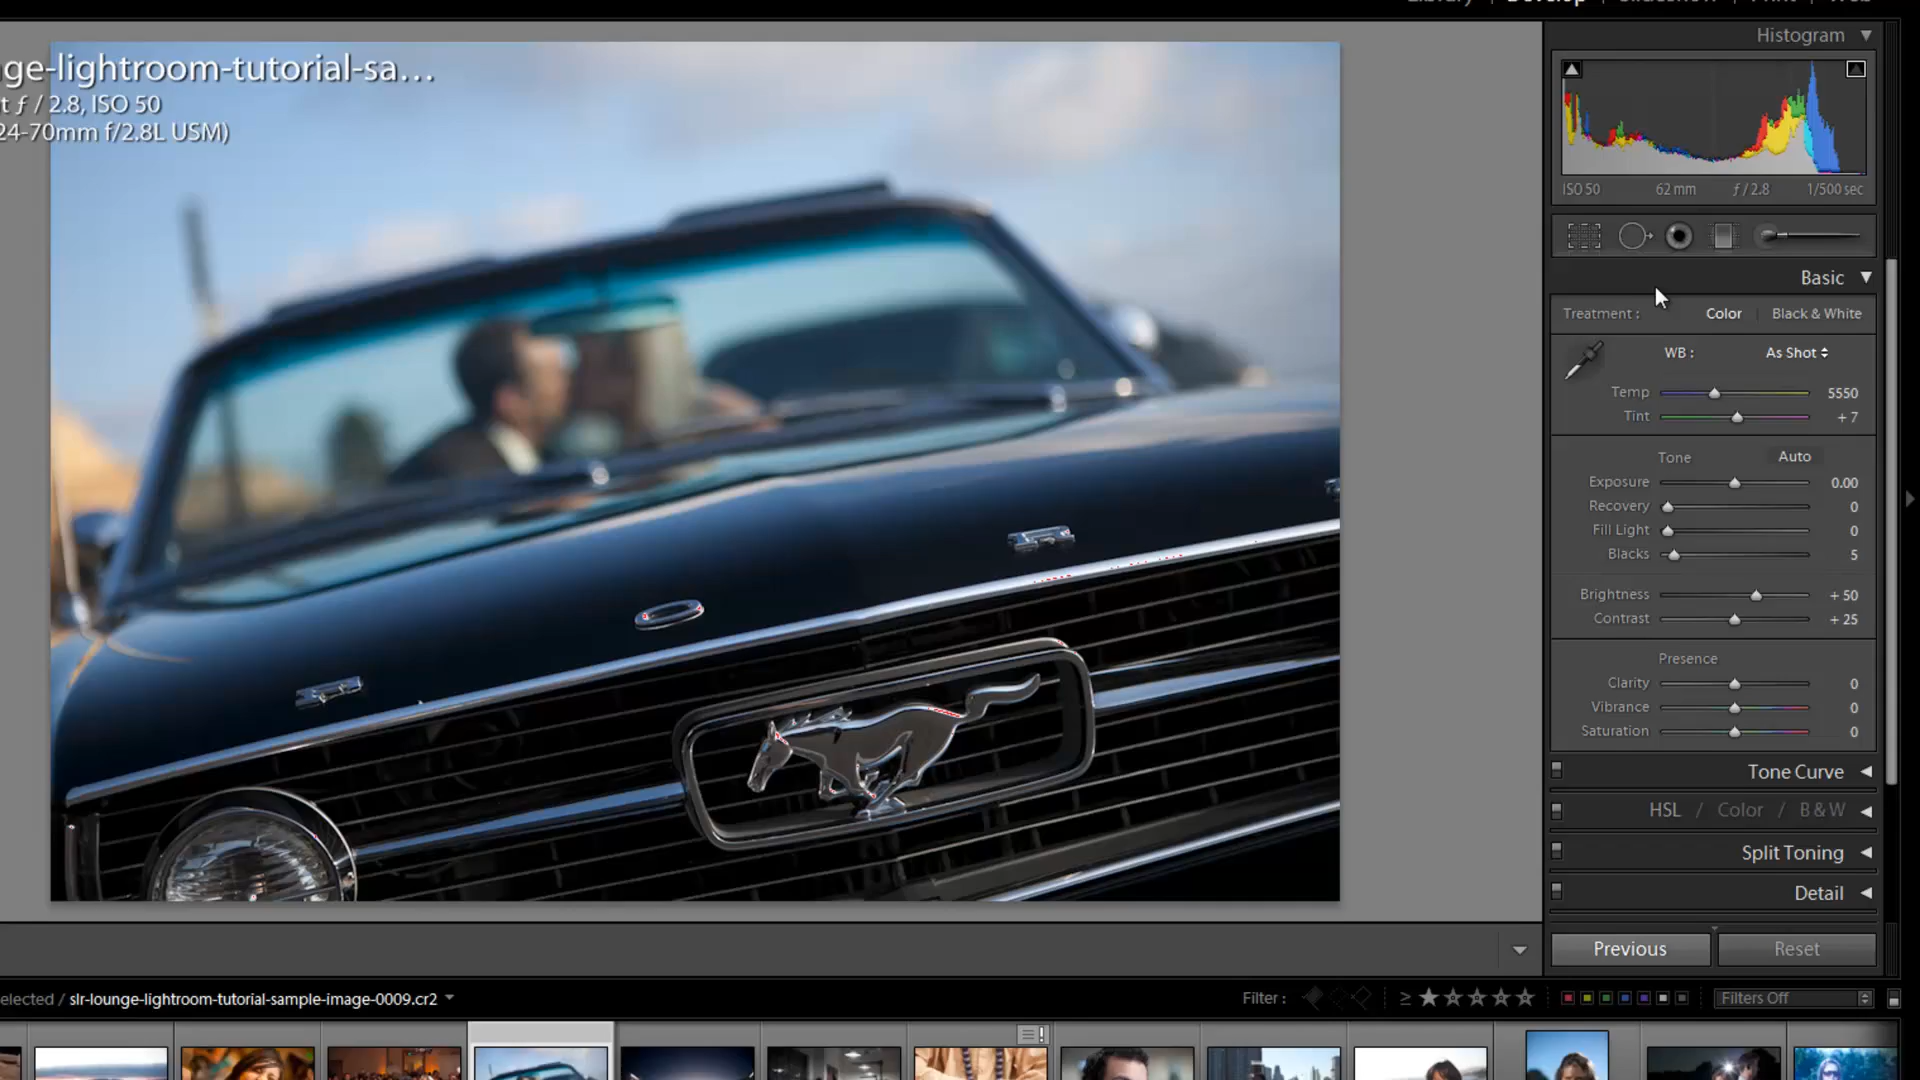 Histogram
ge-lightroom-tutorial-sa...
t ƒ / 2.8, ISO 50
24-70mm f/2.8L USM)
ISO 50 62 mm ƒ / 2.8 1/500 sec
Basic
Treatment : Color Black & White
WB : As Shot
Temp 5550
Tint + 7
Tone Auto
Exposure 0.00
Recovery 0
Fill Light 0
Blacks 5
Brightness + 50
Contrast + 25
Presence
Clarity 0
Vibrance 0
Saturation 0
Tone Curve
HSL / Color / B & W
Split Toning
Detail
Previous Reset
elected / slr-lounge-lightroom-tutorial-sample-image-0009.cr2
Filter : ≥ Filters Off